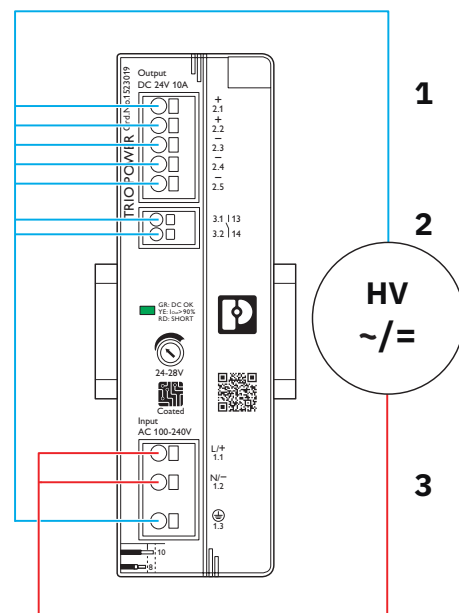 Output
DC 24V 10A
Ord.No.1523019
TRIO POWER
+
2.1
+
2.2
–
2.3
–
2.4
–
2.5
3.1 13
3.2 14
GR: DC OK
YE: IOut>90%
RD: SHORT
24-28V
Coated
Input
AC 100-240V
L/+
1.1
N/–
1.2
1.3
10
8
1
2
HV
~/=
3